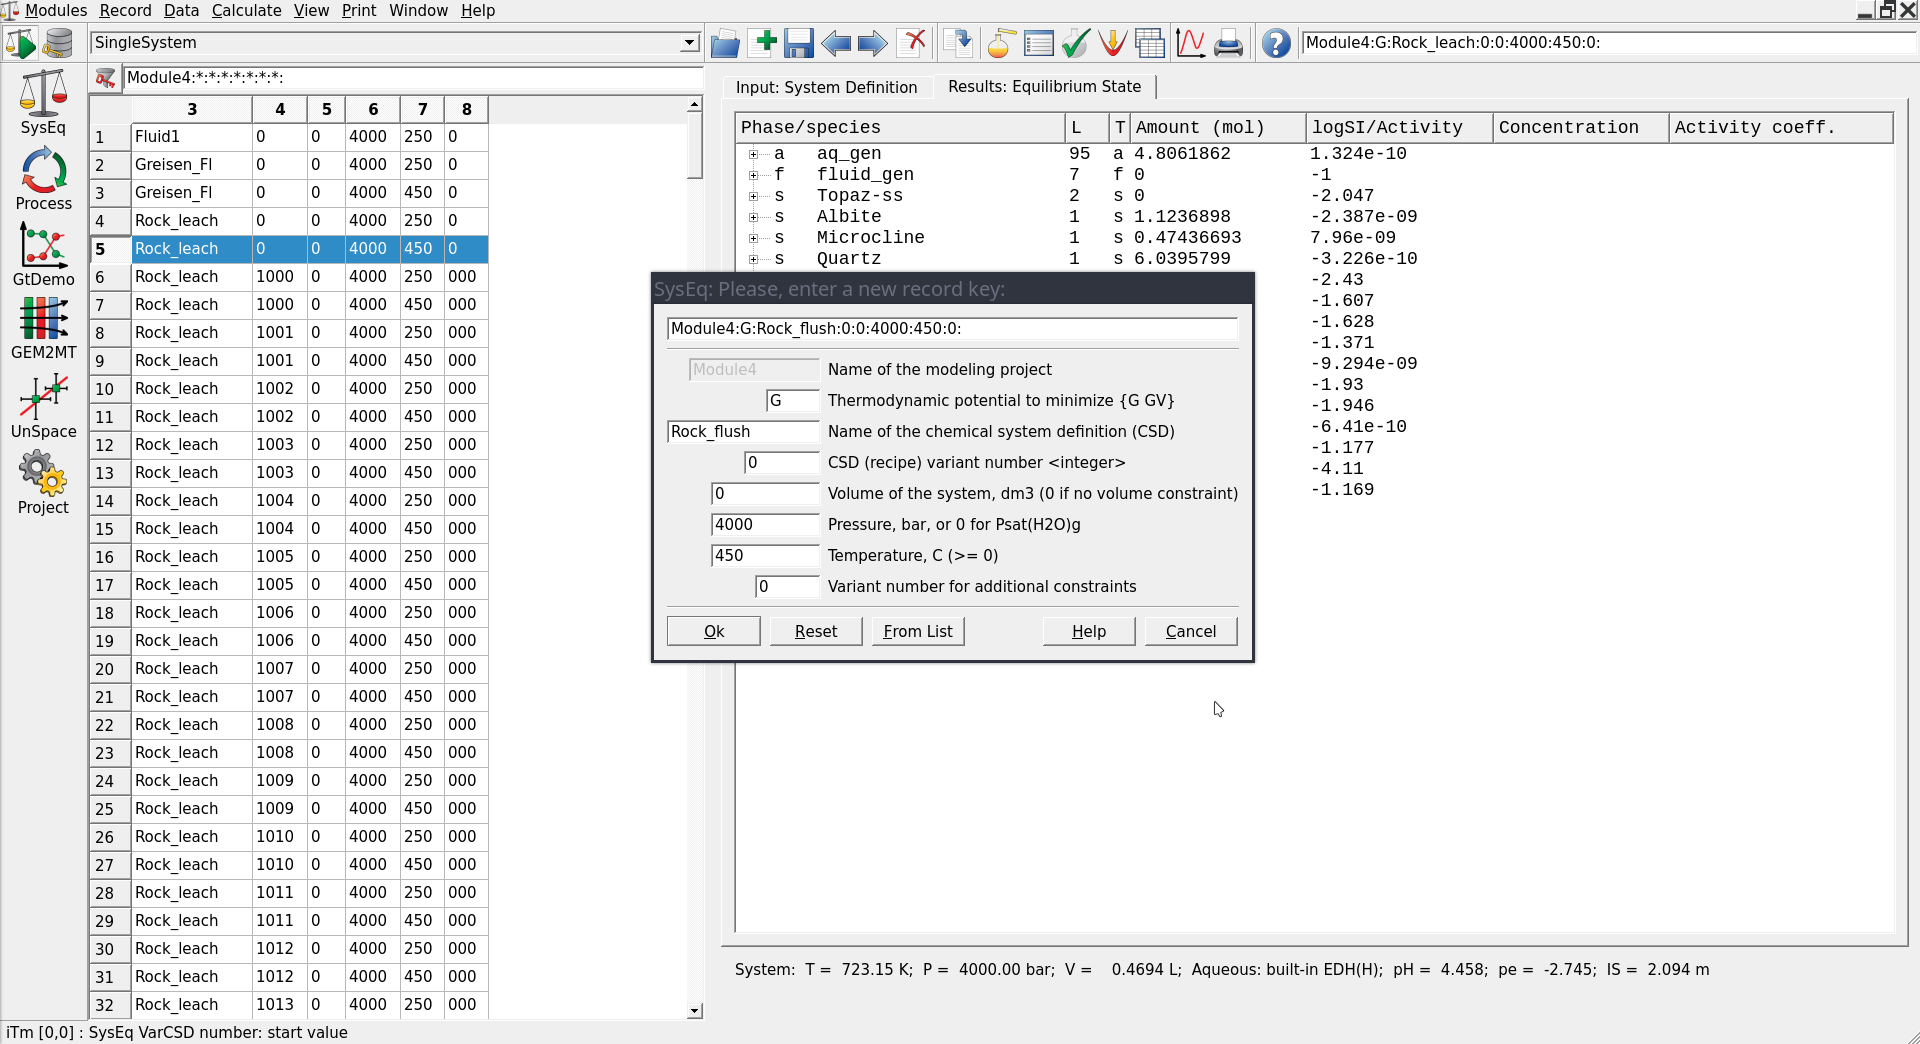 Modules Record Data Calculate View Print Window Help
SingleSystem
Module4:G:Rock_leach:0:0:4000:450:0:
Module4:*:*:*:*:*:*:*:
SysEq
Process
GtDemo
GEM2MT
UnSpace
Project
3 4 5 6 7 8
1 Fluid1 0 0 4000 250 0
2 Greisen_Fl 0 0 4000 250 0
3 Greisen_Fl 0 0 4000 450 0
4 Rock_leach 0 0 4000 250 0
5 Rock_leach 0 0 4000 450 0
6 Rock_leach 1000 0 4000 250 000
7 Rock_leach 1000 0 4000 450 000
8 Rock_leach 1001 0 4000 250 000
9 Rock_leach 1001 0 4000 450 000
10 Rock_leach 1002 0 4000 250 000
11 Rock_leach 1002 0 4000 450 000
12 Rock_leach 1003 0 4000 250 000
13 Rock_leach 1003 0 4000 450 000
14 Rock_leach 1004 0 4000 250 000
15 Rock_leach 1004 0 4000 450 000
16 Rock_leach 1005 0 4000 250 000
17 Rock_leach 1005 0 4000 450 000
18 Rock_leach 1006 0 4000 250 000
19 Rock_leach 1006 0 4000 450 000
20 Rock_leach 1007 0 4000 250 000
21 Rock_leach 1007 0 4000 450 000
22 Rock_leach 1008 0 4000 250 000
23 Rock_leach 1008 0 4000 450 000
24 Rock_leach 1009 0 4000 250 000
25 Rock_leach 1009 0 4000 450 000
26 Rock_leach 1010 0 4000 250 000
27 Rock_leach 1010 0 4000 450 000
28 Rock_leach 1011 0 4000 250 000
29 Rock_leach 1011 0 4000 450 000
30 Rock_leach 1012 0 4000 250 000
31 Rock_leach 1012 0 4000 450 000
32 Rock_leach 1013 0 4000 250 000
Input: System Definition Results: Equilibrium State
Phase/species L T Amount (mol) logSI/Activity Concentration Activity coeff.
a aq_gen 95 a 4.8061862 1.324e-10
f fluid_gen 7 f 0 -1
s Topaz-ss 2 s 0 -2.047
s Albite 1 s 1.1236898 -2.387e-09
s Microcline 1 s 0.47436693 7.96e-09
s Quartz 1 s 6.0395799 -3.226e-10
-2.43
-1.607
-1.628
-1.371
-9.294e-09
-1.93
-1.946
-6.41e-10
-1.177
-4.11
-1.169
SysEq: Please, enter a new record key:
Module4:G:Rock_flush:0:0:4000:450:0:
Module4 Name of the modeling project
G Thermodynamic potential to minimize {G GV}
Rock_flush Name of the chemical system definition (CSD)
0 CSD (recipe) variant number <integer>
0 Volume of the system, dm3 (0 if no volume constraint)
4000 Pressure, bar, or 0 for Psat(H2O)g
450 Temperature, C (>= 0)
0 Variant number for additional constraints
Ok Reset From List Help Cancel
System: T = 723.15 K; P = 4000.00 bar; V = 0.4694 L; Aqueous: built-in EDH(H); pH = 4.458; pe = -2.745; IS = 2.094 m
iTm [0,0] : SysEq VarCSD number: start value